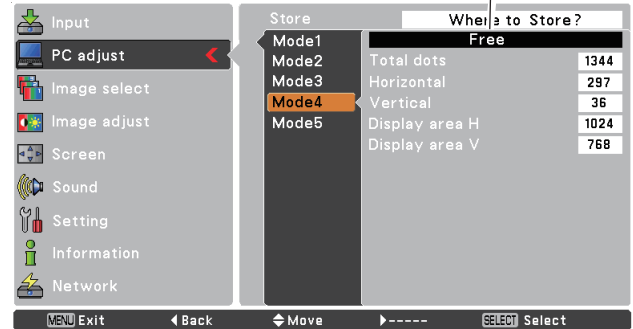 Input
PC adjust
Image select
Image adjust
Screen
Sound
Setting
Information
Network
Store
Where to Store?
Mode1
Mode2
Mode3
Mode4
Mode5
Free
Total dots 1344
Horizontal 297
Vertical 36
Display area H 1024
Display area V 768
MENU Exit Back Move ----- SELECT Select